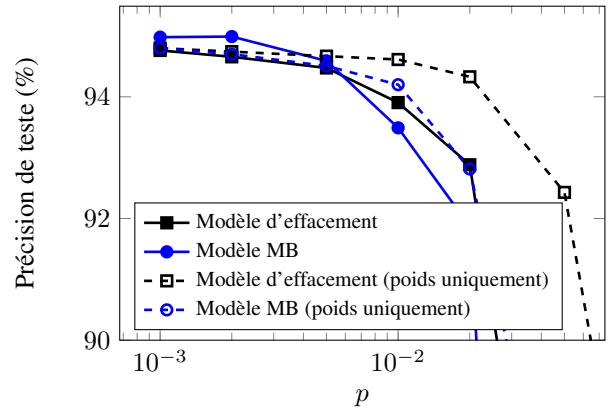 94
92
90
Précision de teste (%)
Modèle d'effacement
Modèle MB
Modèle d'effacement (poids uniquement)
Modèle MB (poids uniquement)
10⁻³
10⁻²
p